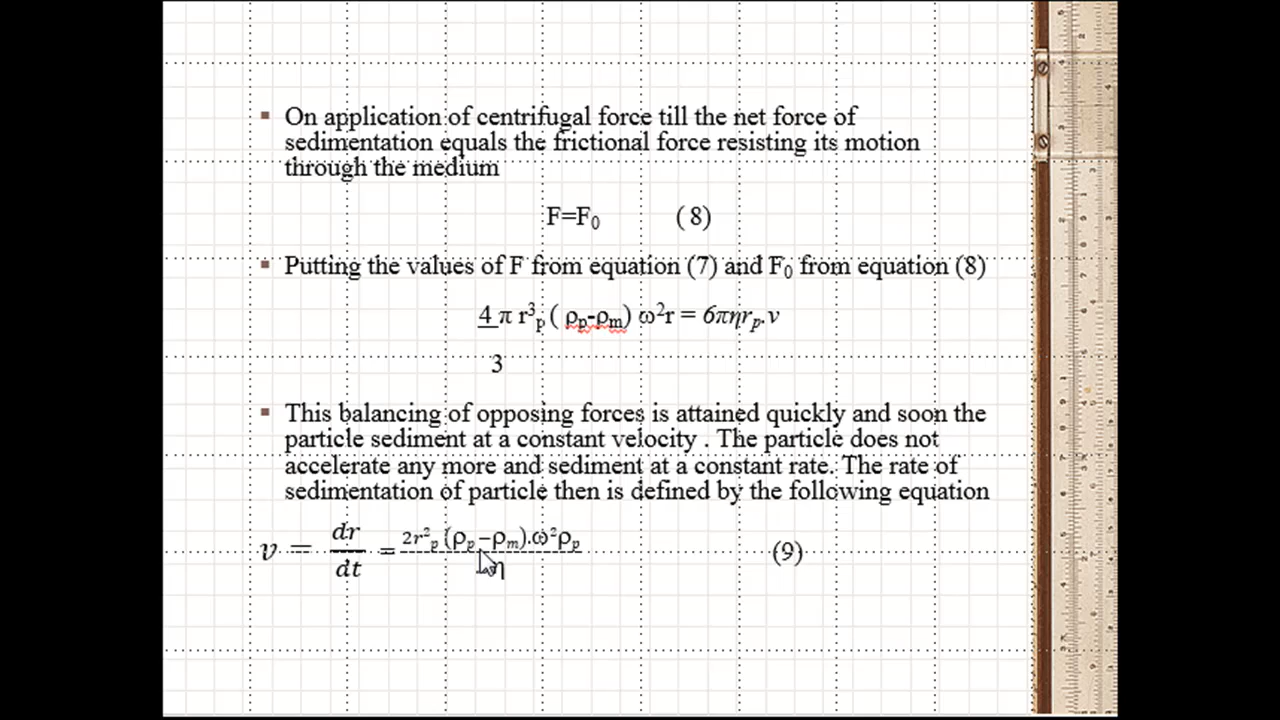 On application of centrifugal force till the net force of
sedimentation equals the frictional force resisting its motion
through the medium
F=F₀ ( 8)
Putting the values of F from equation (7) and F₀ from equation (8)
4 π r³ₚ ( ρₚ-ρₘ) ω²r = 6πηrₚ.v
3
This balancing of opposing forces is attained quickly and soon the
particle sediment at a constant velocity . The particle does not
accelerate any more and sediment at a constant rate. The rate of
sedimentation of particle then is defined by the following equation
v = dr/dt = 2r²ₚ (ρₚ−ρₘ).ω²ρₚ / η (9)